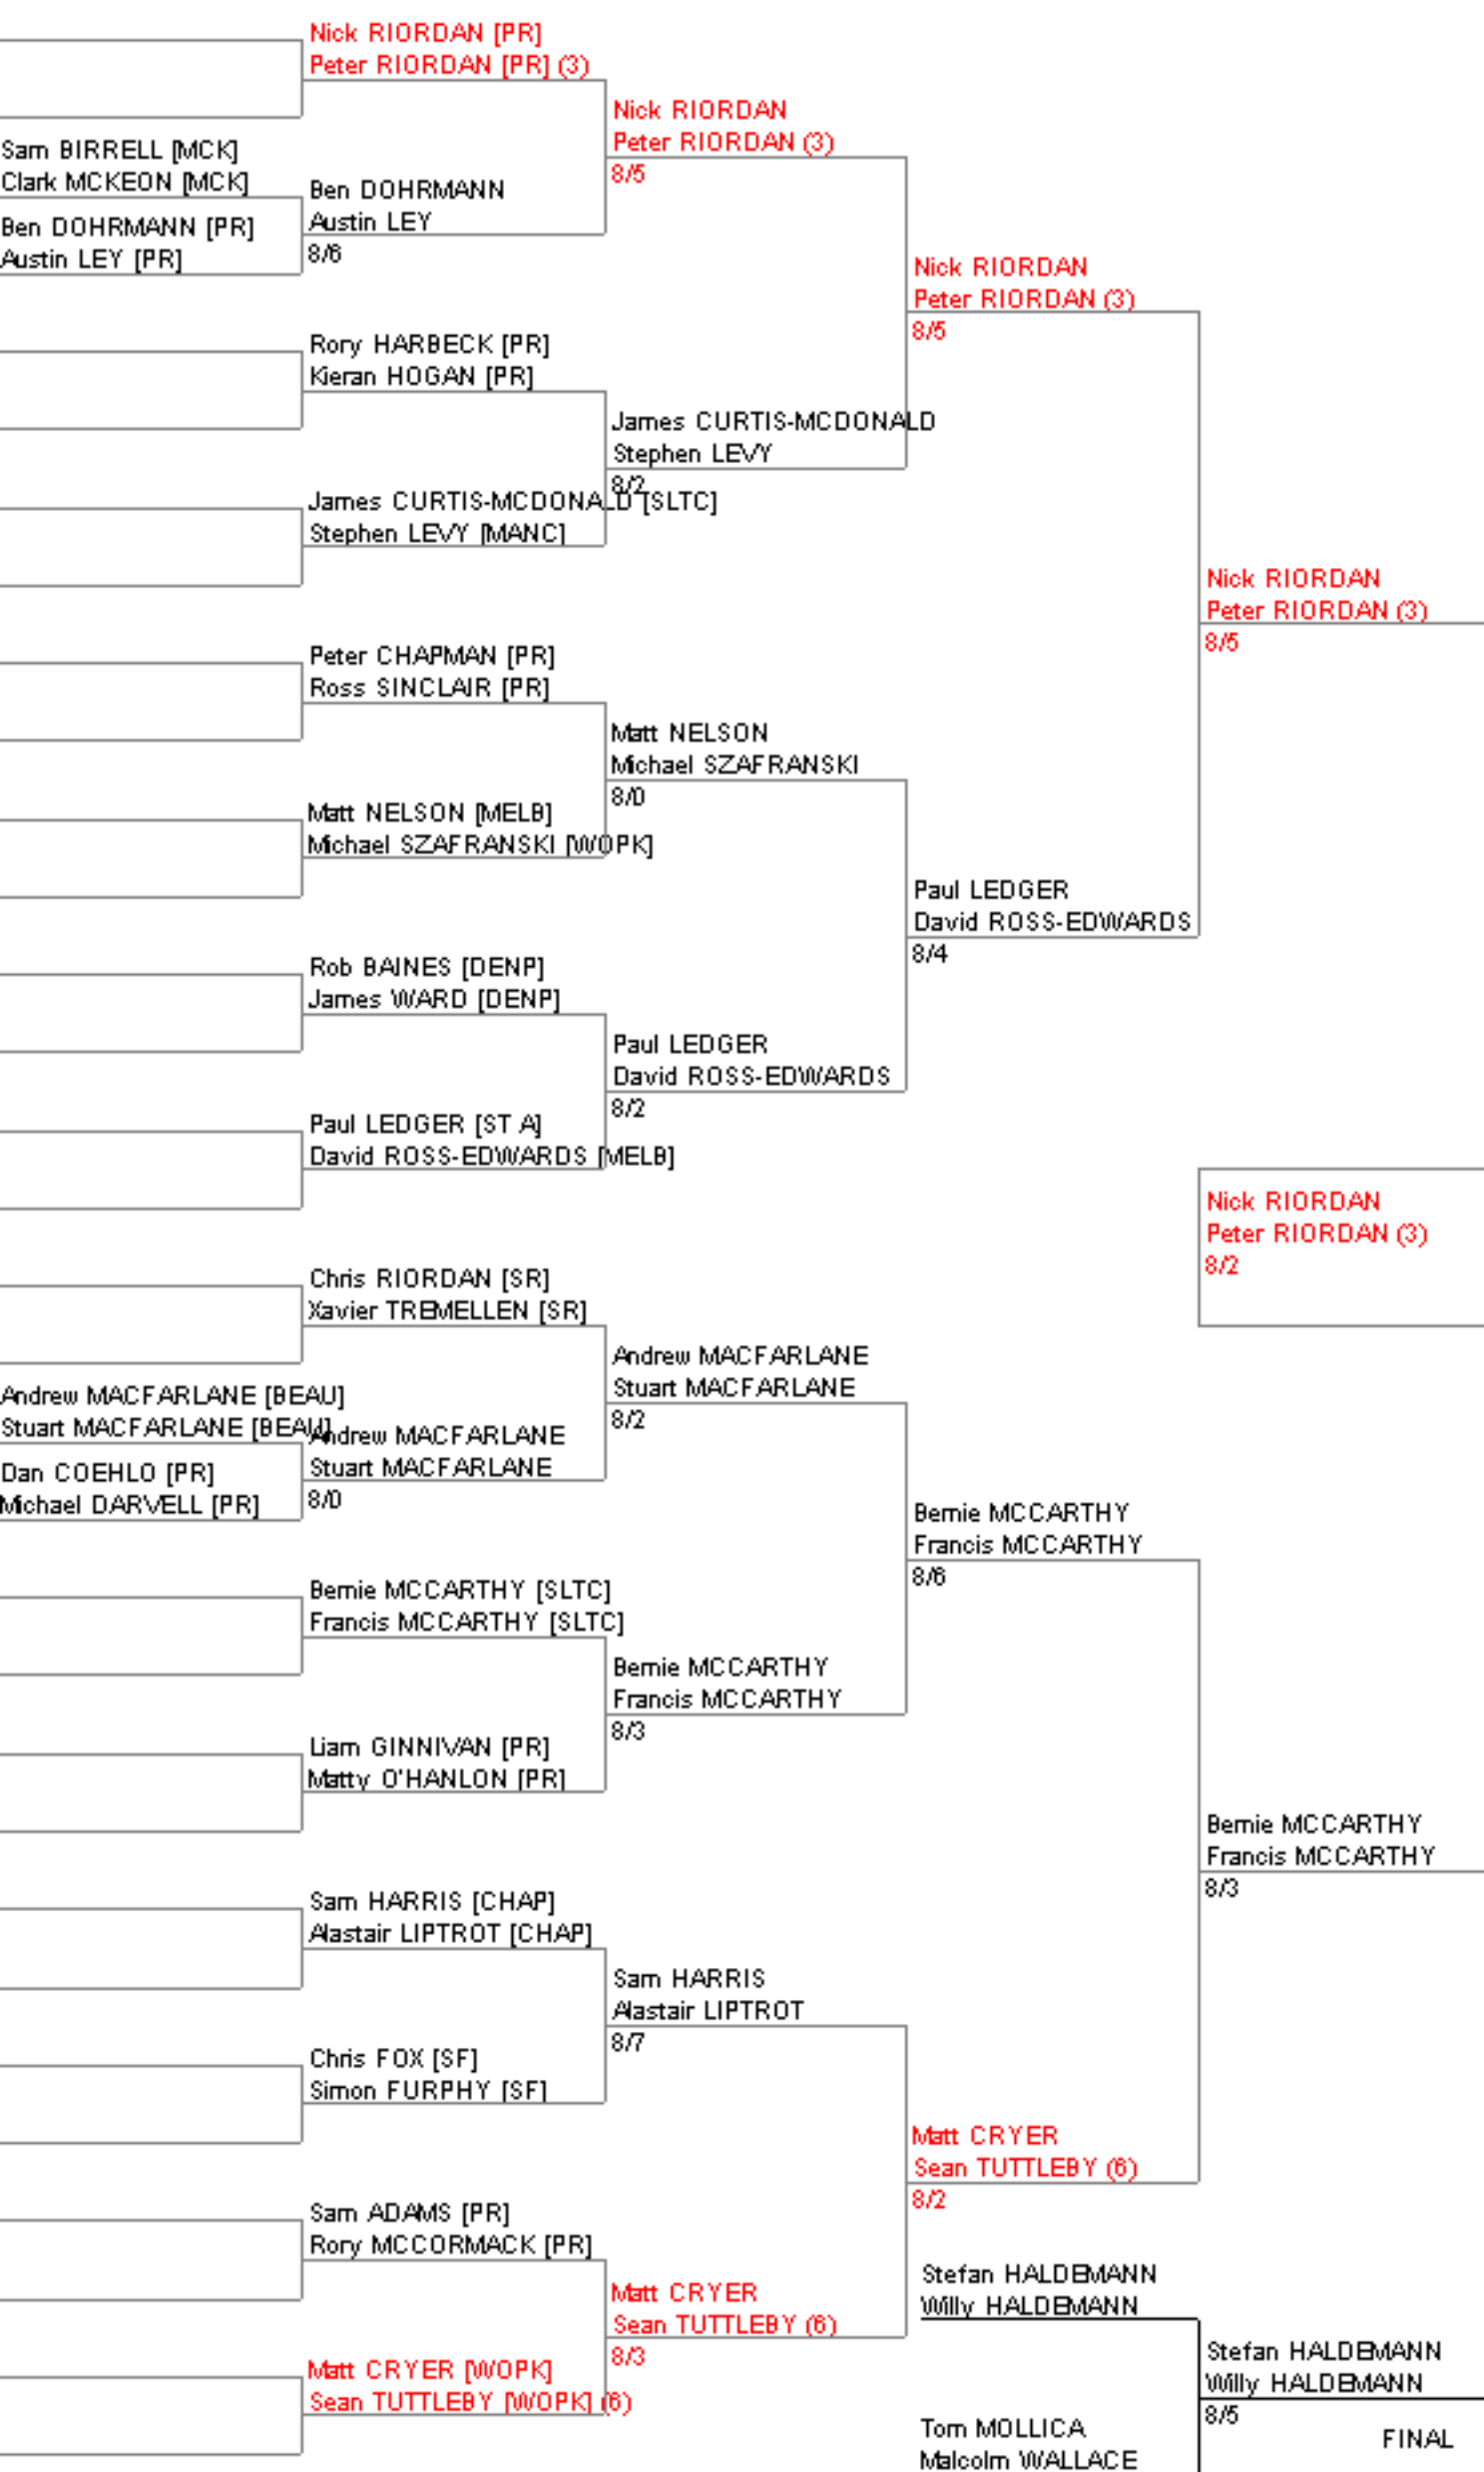 Nick RIORDAN [PR]
Peter RIORDAN [PR] (3)
Nick RIORDAN
Peter RIORDAN (3)
8/5
Sam BIRRELL [MCK]
Clark MCKEON [MCK]
Ben DOHRMANN
Austin LEY
8/6
Ben DOHRMANN [PR]
Austin LEY [PR]
Nick RIORDAN
Peter RIORDAN (3)
8/5
Rory HARBECK [PR]
Kieran HOGAN [PR]
James CURTIS-MCDONALD
Stephen LEVY
8/2
James CURTIS-MCDONALD [SLTC]
Stephen LEVY [MANC]
Nick RIORDAN
Peter RIORDAN (3)
8/5
Peter CHAPMAN [PR]
Ross SINCLAIR [PR]
Matt NELSON
Michael SZAFRANSKI
8/0
Matt NELSON [MELB]
Michael SZAFRANSKI [WOPK]
Paul LEDGER
David ROSS-EDWARDS
8/4
Rob BAINES [DENP]
James WARD [DENP]
Paul LEDGER
David ROSS-EDWARDS
8/2
Paul LEDGER [ST A]
David ROSS-EDWARDS [MELB]
Nick RIORDAN
Peter RIORDAN (3)
8/2
Chris RIORDAN [SR]
Xavier TREMELLEN [SR]
Andrew MACFARLANE
Stuart MACFARLANE
8/2
Andrew MACFARLANE [BEAU]
Stuart MACFARLANE [BEAU]
Andrew MACFARLANE
Stuart MACFARLANE
8/0
Dan COEHLO [PR]
Michael DARVELL [PR]
Bernie MCCARTHY
Francis MCCARTHY
8/6
Bernie MCCARTHY [SLTC]
Francis MCCARTHY [SLTC]
Bernie MCCARTHY
Francis MCCARTHY
8/3
Liam GINNIVAN [PR]
Matty O'HANLON [PR]
Bernie MCCARTHY
Francis MCCARTHY
8/3
Sam HARRIS [CHAP]
Alastair LIPTROT [CHAP]
Sam HARRIS
Alastair LIPTROT
8/7
Chris FOX [SF]
Simon FURPHY [SF]
Matt CRYER
Sean TUTTLEBY (6)
8/2
Sam ADAMS [PR]
Rory MCCORMACK [PR]
Matt CRYER
Sean TUTTLEBY (6)
8/3
Matt CRYER [WOPK]
Sean TUTTLEBY [WOPK] (6)
Stefan HALDEMANN
Willy HALDEMANN
Stefan HALDEMANN
Willy HALDEMANN
8/5
Tom MOLLICA
Malcolm WALLACE
FINAL